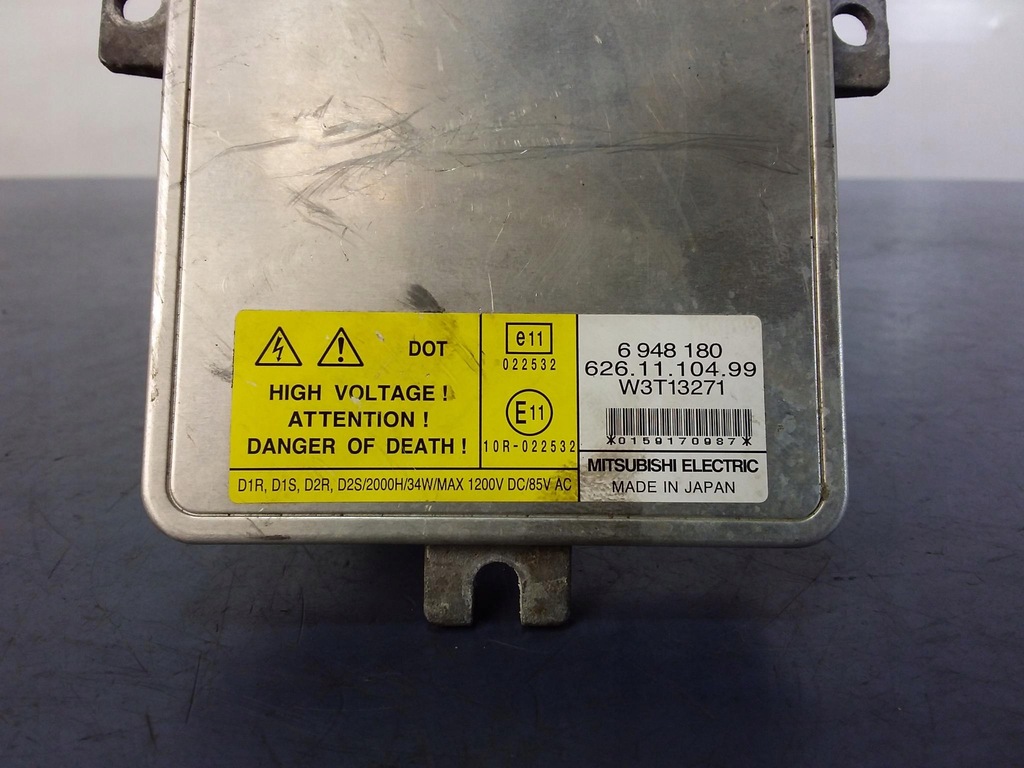 DOT
HIGH VOLTAGE !
ATTENTION !
DANGER OF DEATH !
e11
022532
E11
10R-022532
D1R, D1S, D2R, D2S/2000H/34W/MAX 1200V DC/85V AC
6 948 180
626.11.104.99
W3T13271
*0159170987*
MITSUBISHI ELECTRIC
MADE IN JAPAN